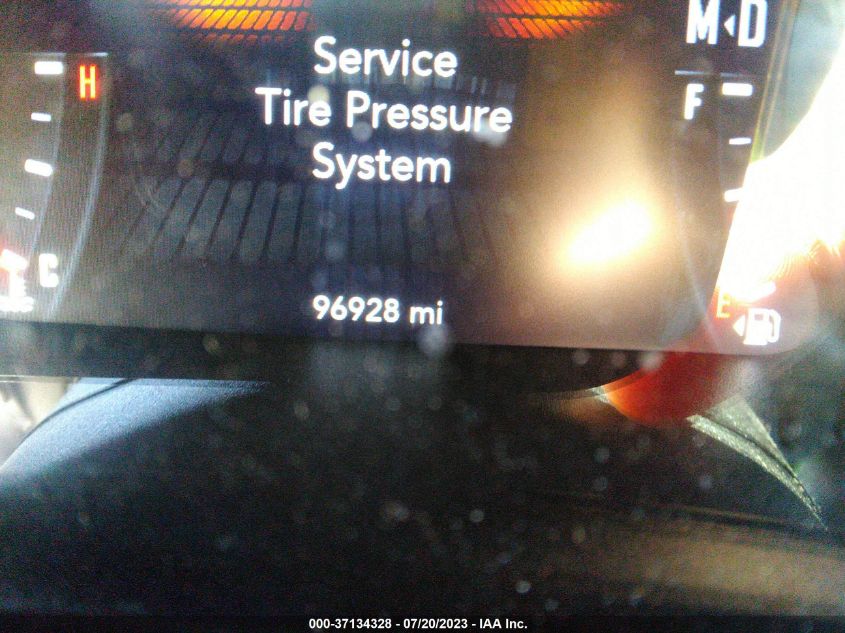 M D
Service
H
Tire Pressure
F
System
C
96928 mi
E
000-37134328 - 07/20/2023 - IAA Inc.